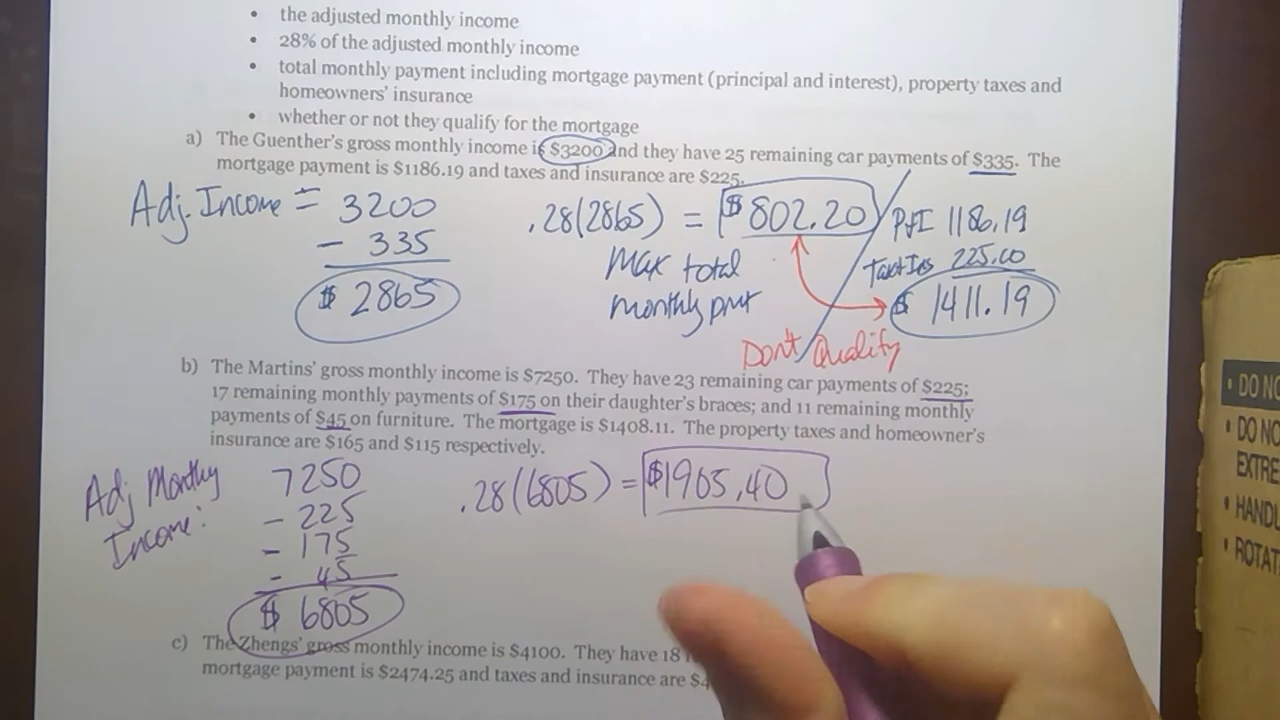 • the adjusted monthly income
• 28% of the adjusted monthly income
• total monthly payment including mortgage payment (principal and interest), property taxes and
homeowners' insurance
• whether or not they qualify for the mortgage
a) The Guenther's gross monthly income is $3200 and they have 25 remaining car payments of $335. The
mortgage payment is $1186.19 and taxes and insurance are $225.
Adj. Income = 3200
- 335
$ 2865
.28(2865) = $802.20
Max total
monthly pmt
P&I 1186.19
Tax+Ins 225.00
$ 1411.19
Don't Qualify
b) The Martins' gross monthly income is $7250. They have 23 remaining car payments of $225;
17 remaining monthly payments of $175 on their daughter's braces; and 11 remaining monthly
payments of $45 on furniture. The mortgage is $1408.11. The property taxes and homeowner's
insurance are $165 and $115 respectively.
Adj Monthly
Income:
7250
- 225
- 175
- 45
$ 6805
.28(6805) = $1905.40
c) The Zhengs' gross monthly income is $4100. They have 18
mortgage payment is $2474.25 and taxes and insurance are $4
• DO NO
• DO NO
EXTRE
• HANDL
• ROTAT